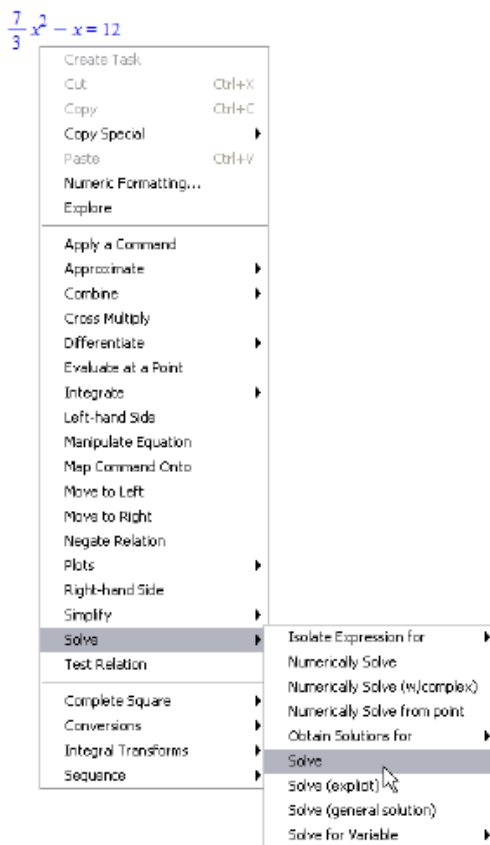 7/3 x² − x = 12
Create Task
Cut Ctrl+X
Copy Ctrl+C
Copy Special
Paste Ctrl+V
Numeric Formatting...
Explore
Apply a Command
Approximate
Combine
Cross Multiply
Differentiate
Evaluate at a Point
Integrate
Left-hand Side
Manipulate Equation
Map Command Onto
Move to Left
Move to Right
Negate Relation
Plots
Right-hand Side
Simplify
Solve
Test Relation
Complete Square
Conversions
Integral Transforms
Sequence
Isolate Expression for
Numerically Solve
Numerically Solve (w/complex)
Numerically Solve from point
Obtain Solutions for
Solve
Solve (explicit)
Solve (general solution)
Solve for Variable